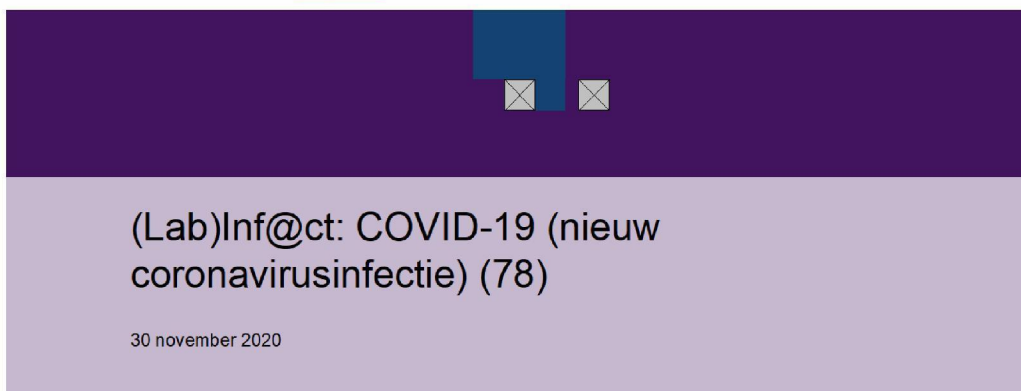 (Lab)Inf@ct: COVID-19 (nieuw
coronavirusinfectie) (78)
30 november 2020